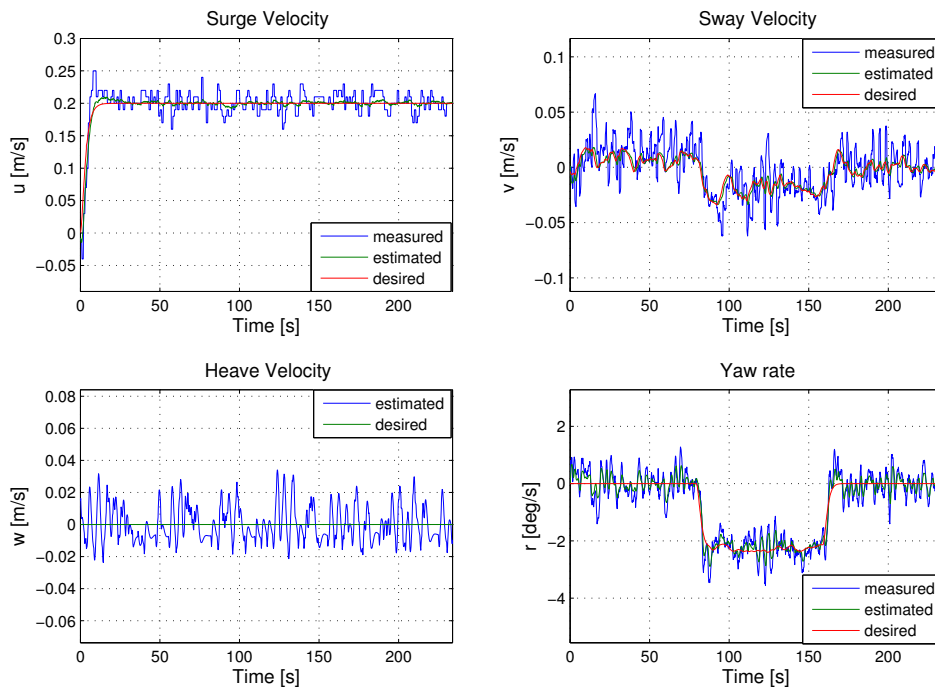 Surge Velocity
0.3
0.25
0.2
0.15
0.1
0.05
0
−0.05
u [m/s]
measured
estimated
desired
0 50 100 150 200
Time [s]
Sway Velocity
0.1
0.05
0
−0.05
−0.1
v [m/s]
measured
estimated
desired
0 50 100 150 200
Time [s]
Heave Velocity
0.08
0.06
0.04
0.02
0
−0.02
−0.04
−0.06
w [m/s]
estimated
desired
0 50 100 150 200
Time [s]
Yaw rate
2
0
−2
−4
r [deg/s]
measured
estimated
desired
0 50 100 150 200
Time [s]